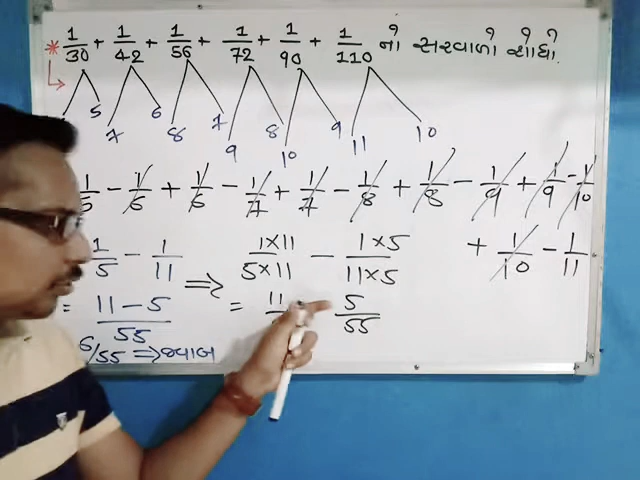 * 1/30 + 1/42 + 1/56 + 1/72 + 1/90 + 1/110 નો સરવાળો શોધો.
5 7 6 8 7 9 8 10 9 11 10
1/5 - 1/6 + 1/6 - 1/7 + 1/7 - 1/8 + 1/8 - 1/9 + 1/9 - 1/10
+ 1/10 - 1/11
1/5 - 1/11 ⇒ 1×11/5×11 - 1×5/11×5
= 11-5/55 = 11 5/55
6/55 ⇒ જવાબ